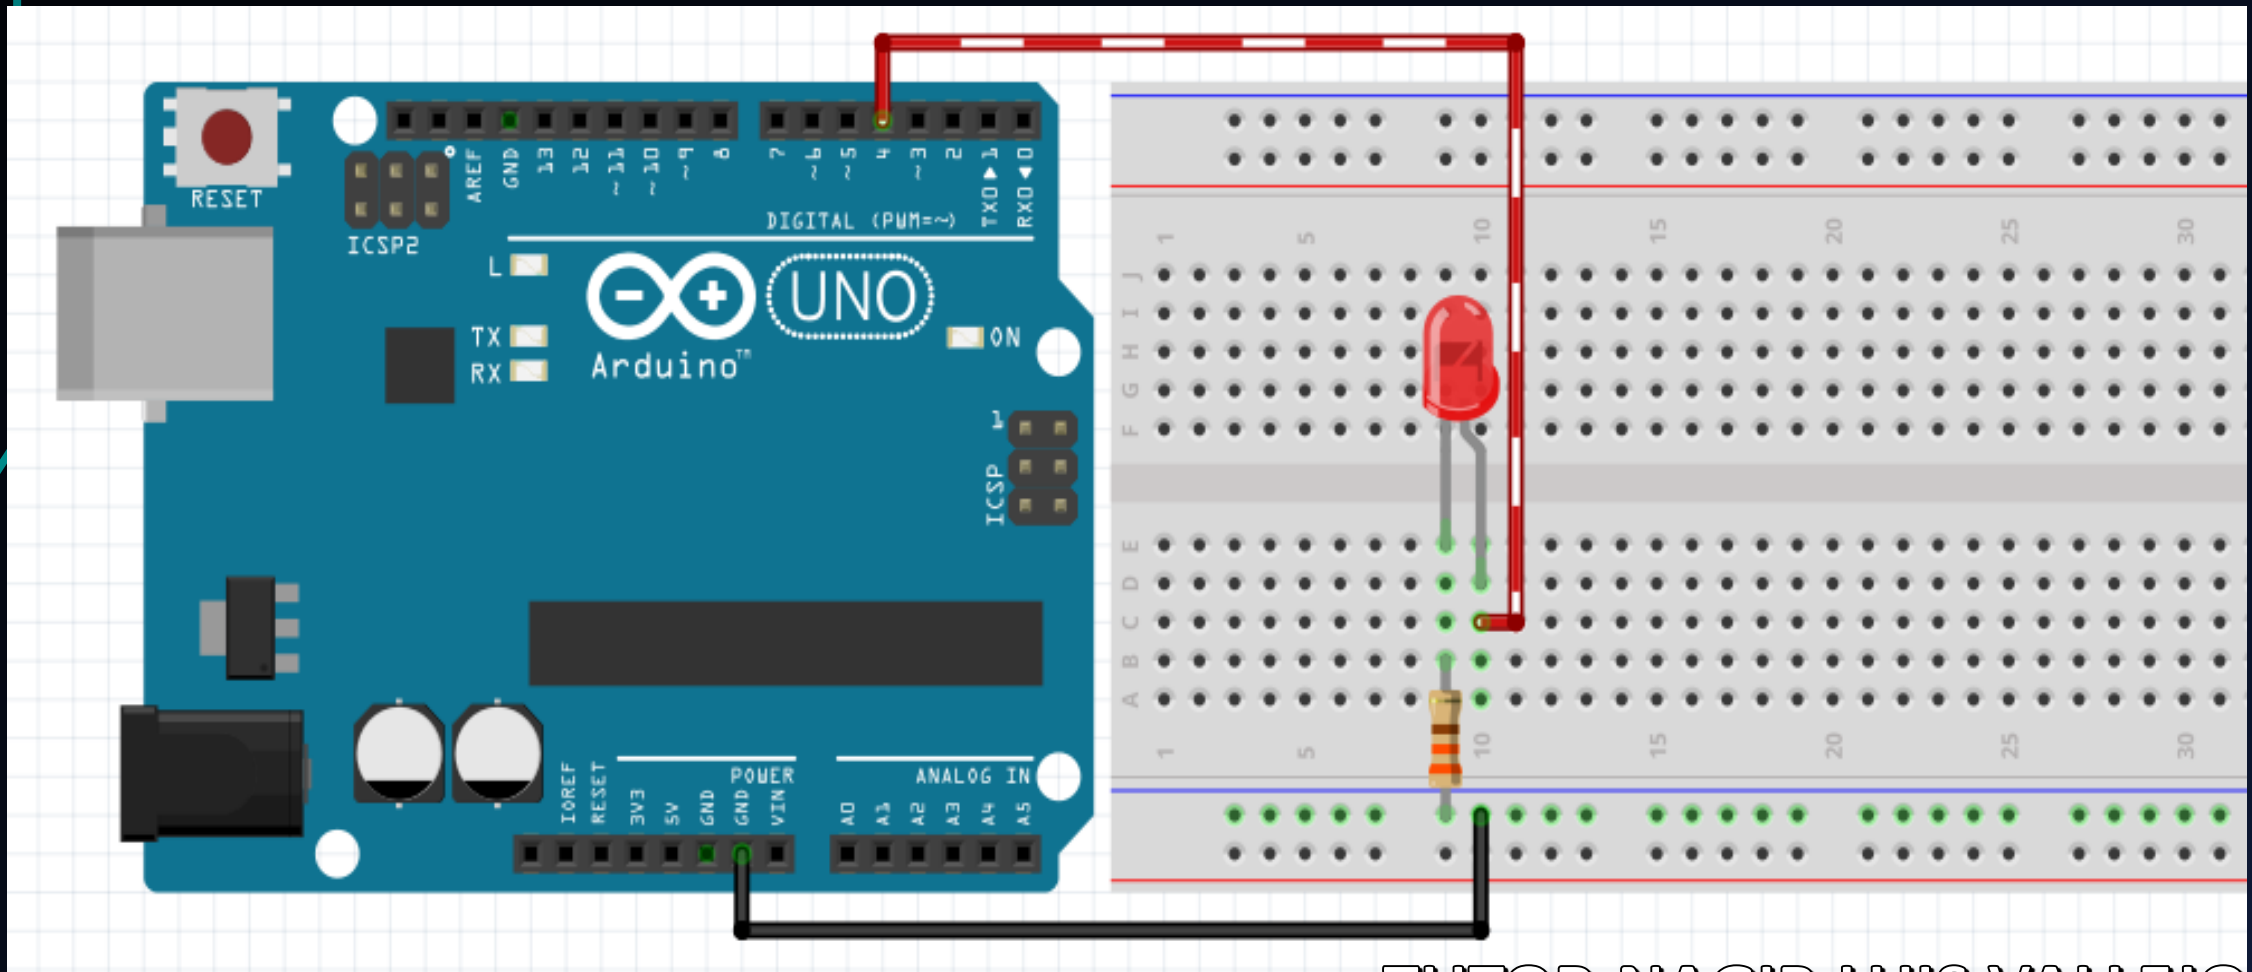 RESET
ICSP2
AREF
GND
13
12
~11
~10
~9
8
7
~6
~5
4
~3
2
TX0▶1
RX0◀0
DIGITAL (PWM=~)
L
TX
RX
UNO
Arduino™
ON
1
ICSP
IOREF
RESET
3V3
5V
GND
GND
VIN
POWER
ANALOG IN
A0
A1
A2
A3
A4
A5
1 5 10 15 20 25 30
J
I
H
G
F
E
D
C
B
A
1 5 10 15 20 25 30